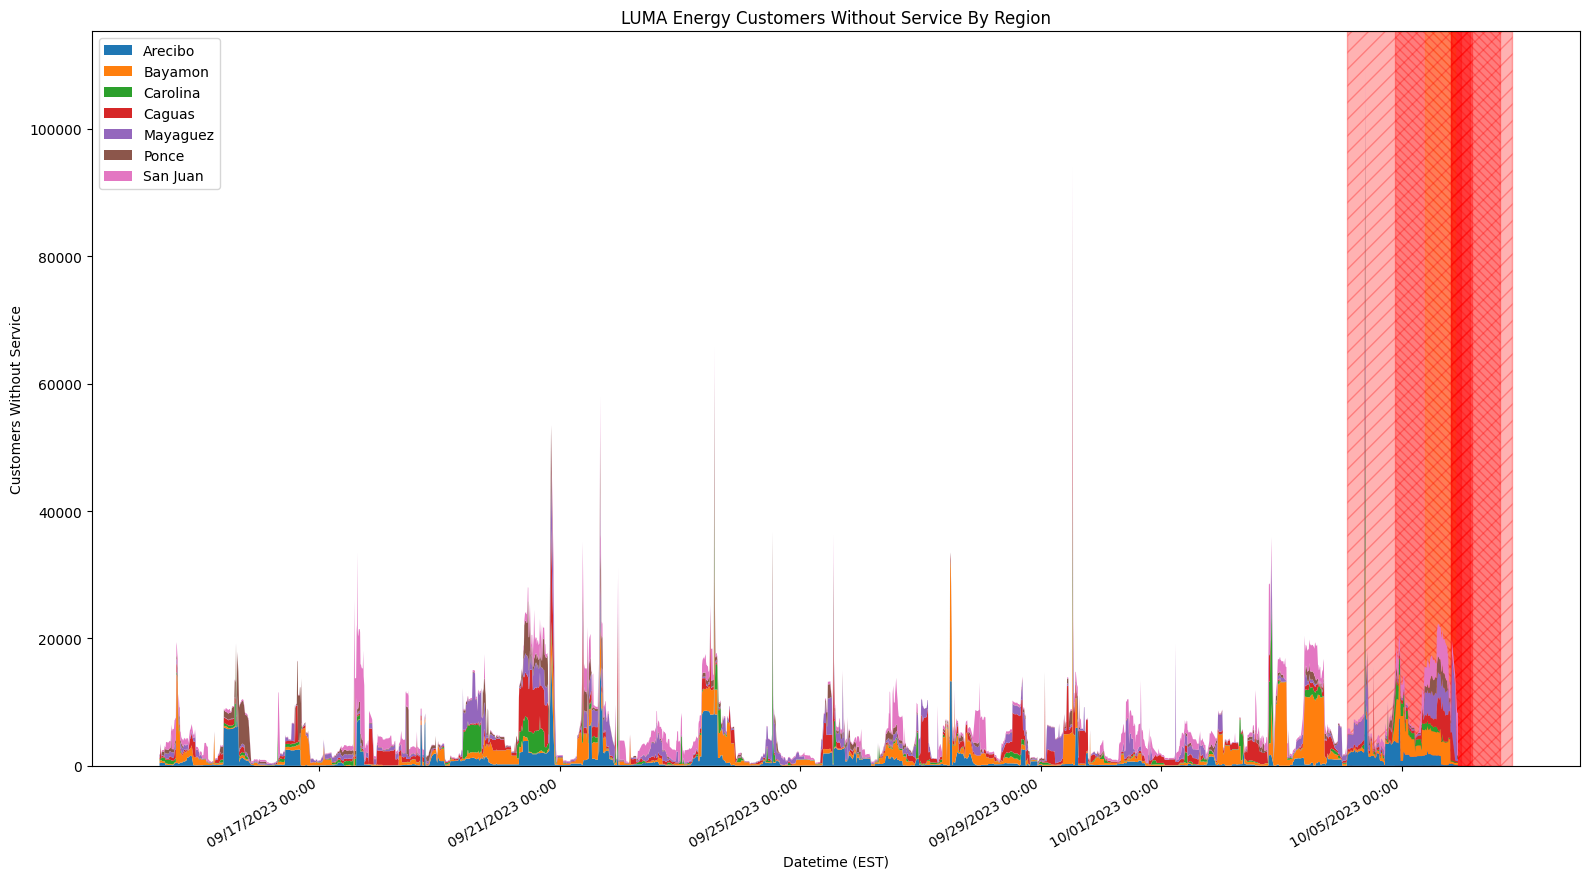 LUMA Energy Customers Without Service By Region
Arecibo
Bayamon
Carolina
Caguas
Mayaguez
Ponce
San Juan
Customers Without Service
100000
80000
60000
40000
20000
0
09/17/2023 00:00
09/21/2023 00:00
09/25/2023 00:00
09/29/2023 00:00
10/01/2023 00:00
10/05/2023 00:00
Datetime (EST)